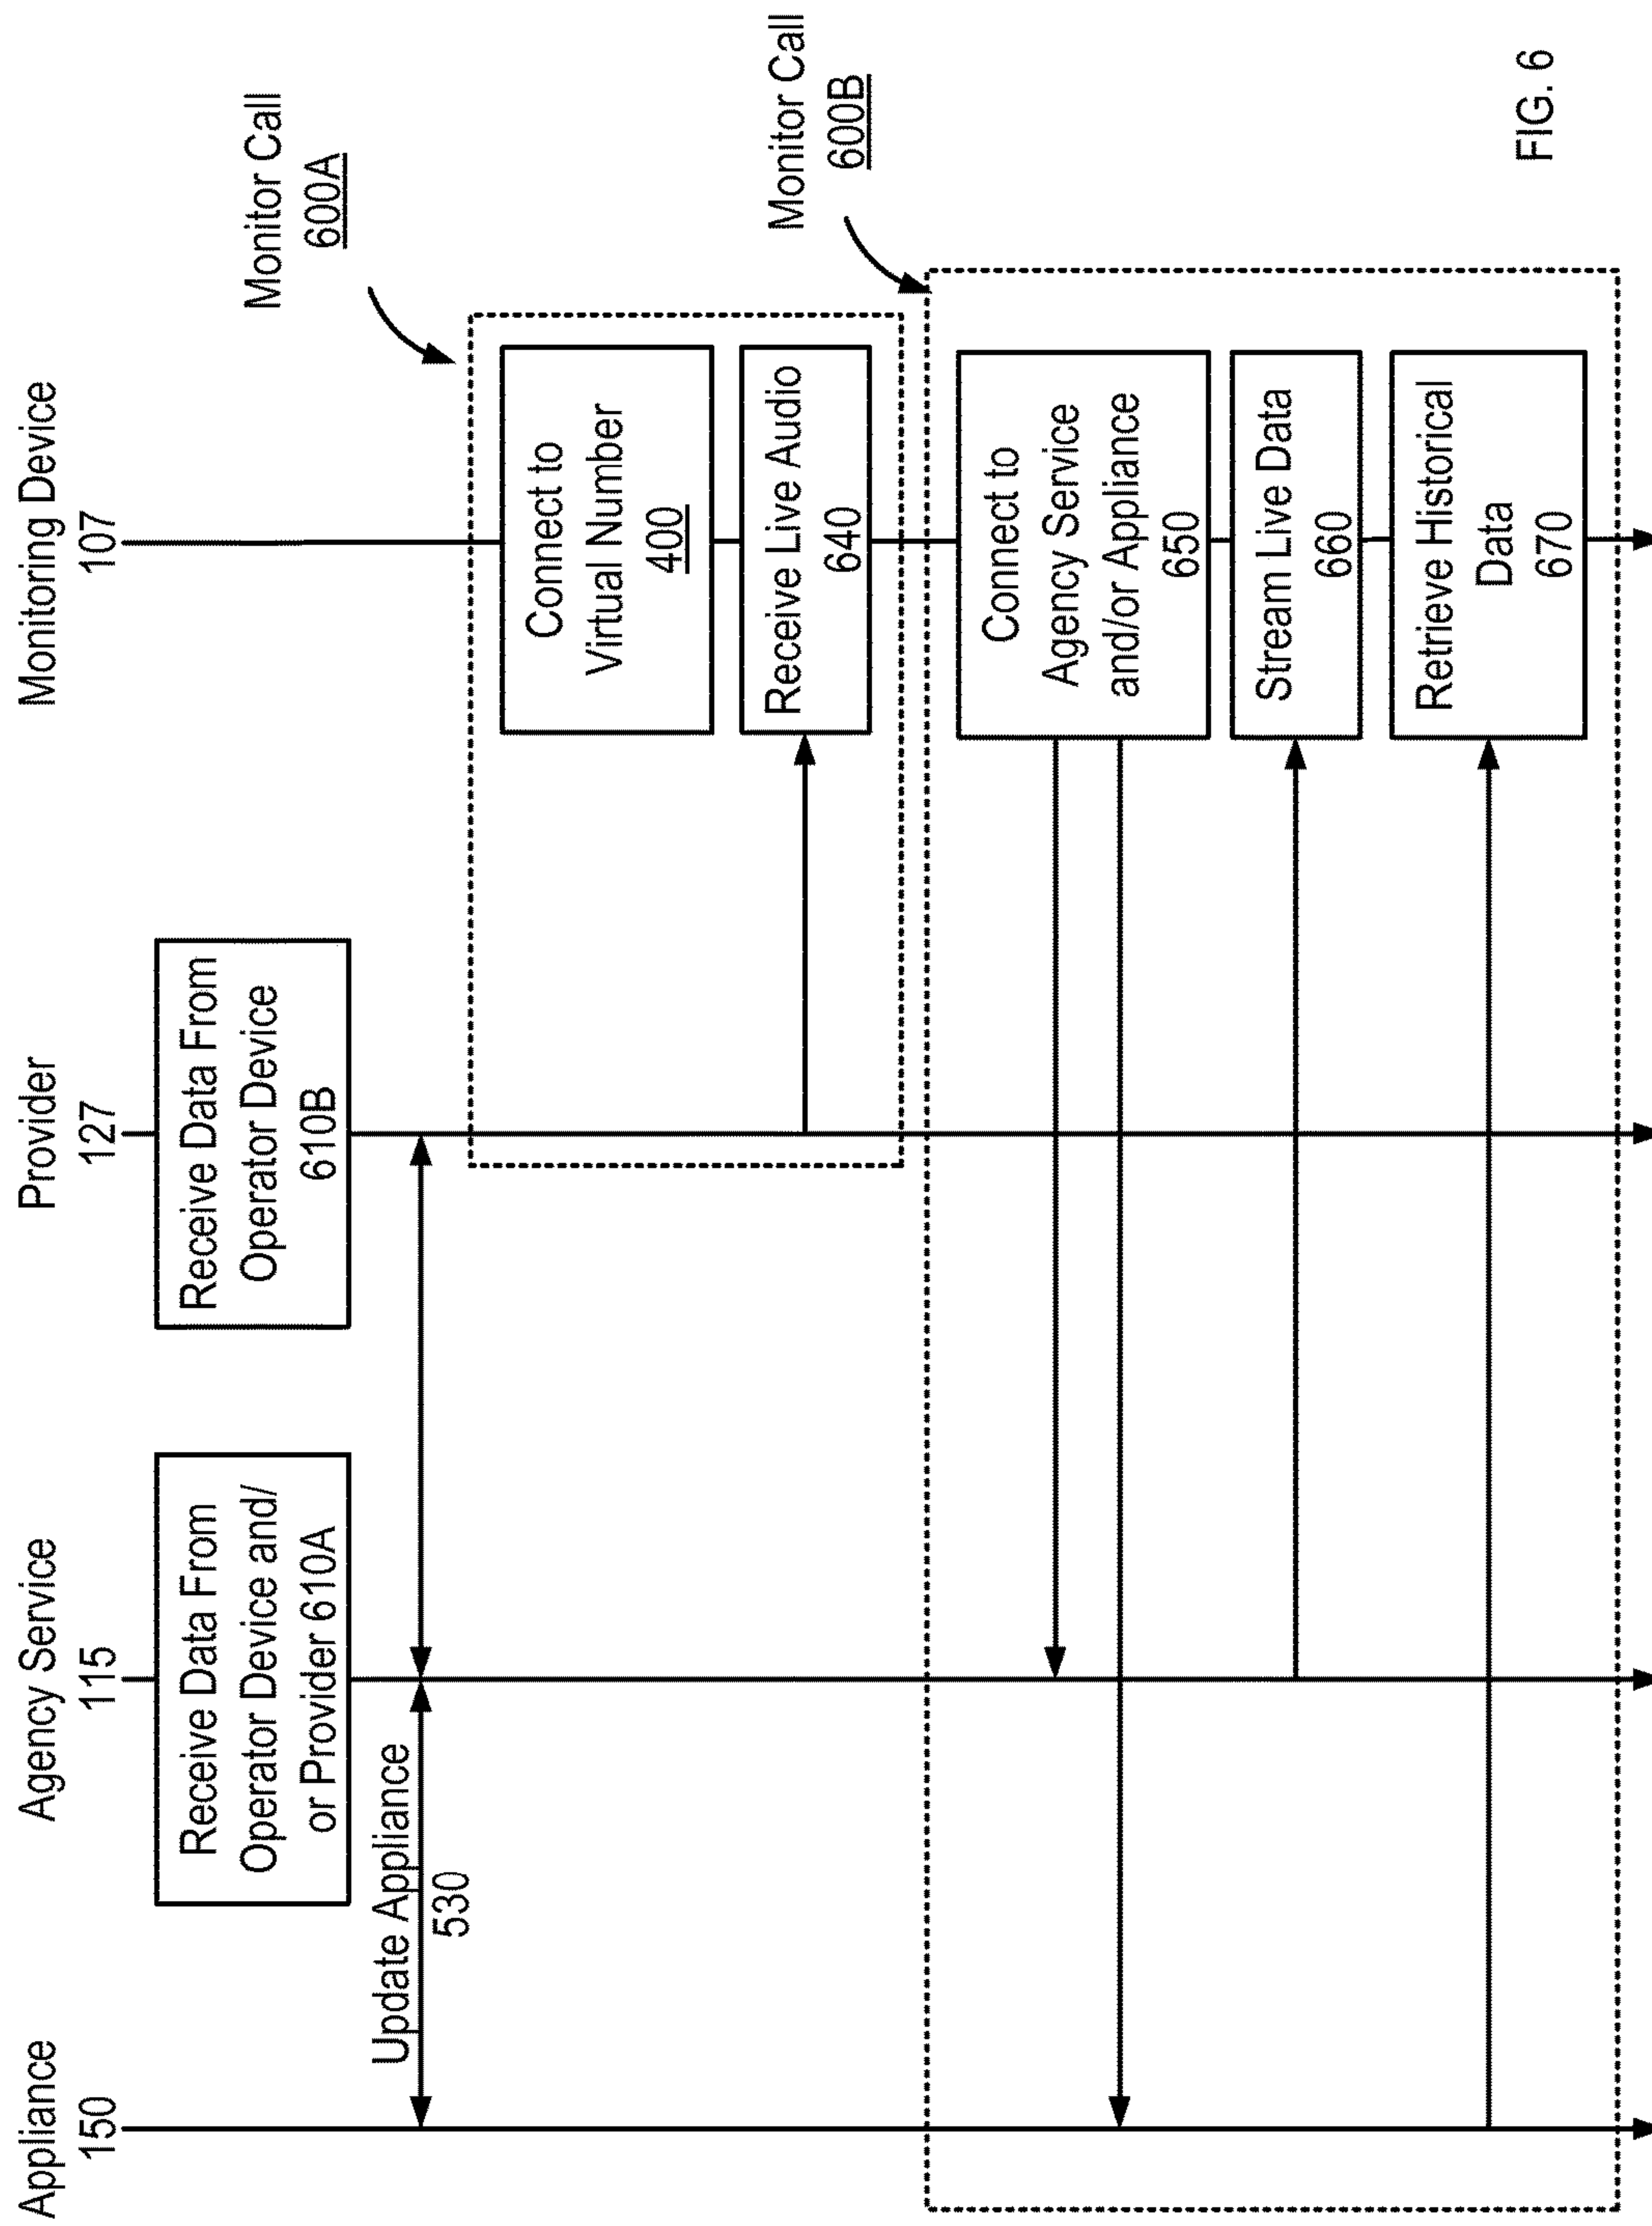 Appliance
150
Agency Service
115
Provider
127
Monitoring Device
107
Receive Data From
Operator Device and/
or Provider 610A
Receive Data From
Operator Device
610B
Update Appliance
530
Monitor Call
600A
Connect to
Virtual Number
400
Receive Live Audio
640
Monitor Call
600B
Connect to
Agency Service
and/or Appliance
650
Stream Live Data
660
Retrieve Historical
Data
670
FIG. 6